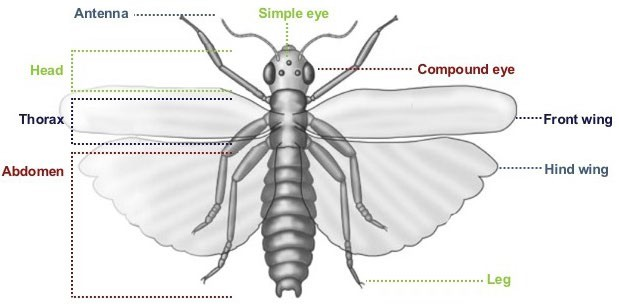 Antenna
Simple eye
Head
Compound eye
Thorax
Front wing
Abdomen
Hind wing
Leg